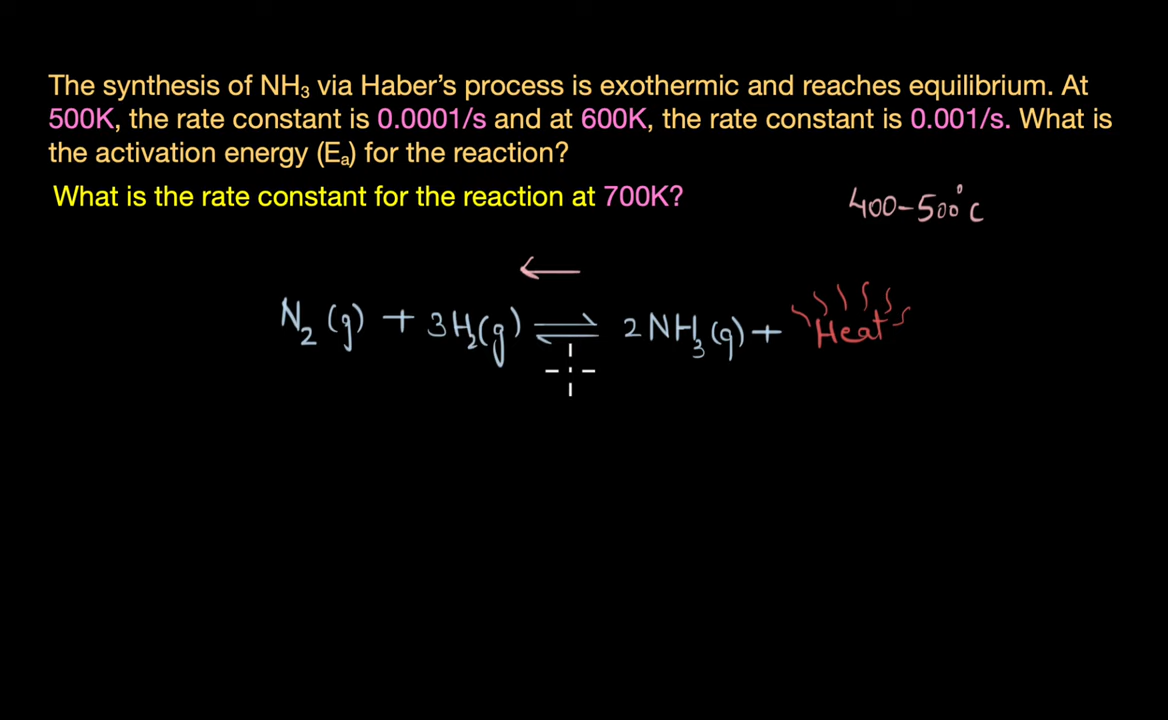 The synthesis of NH₃ via Haber’s process is exothermic and reaches equilibrium. At
500K, the rate constant is 0.0001/s and at 600K, the rate constant is 0.001/s. What is
the activation energy (Eₐ) for the reaction?
What is the rate constant for the reaction at 700K?
400-500°C
←
N₂(g) + 3H₂(g) ⇌ 2NH₃(g) + Heat